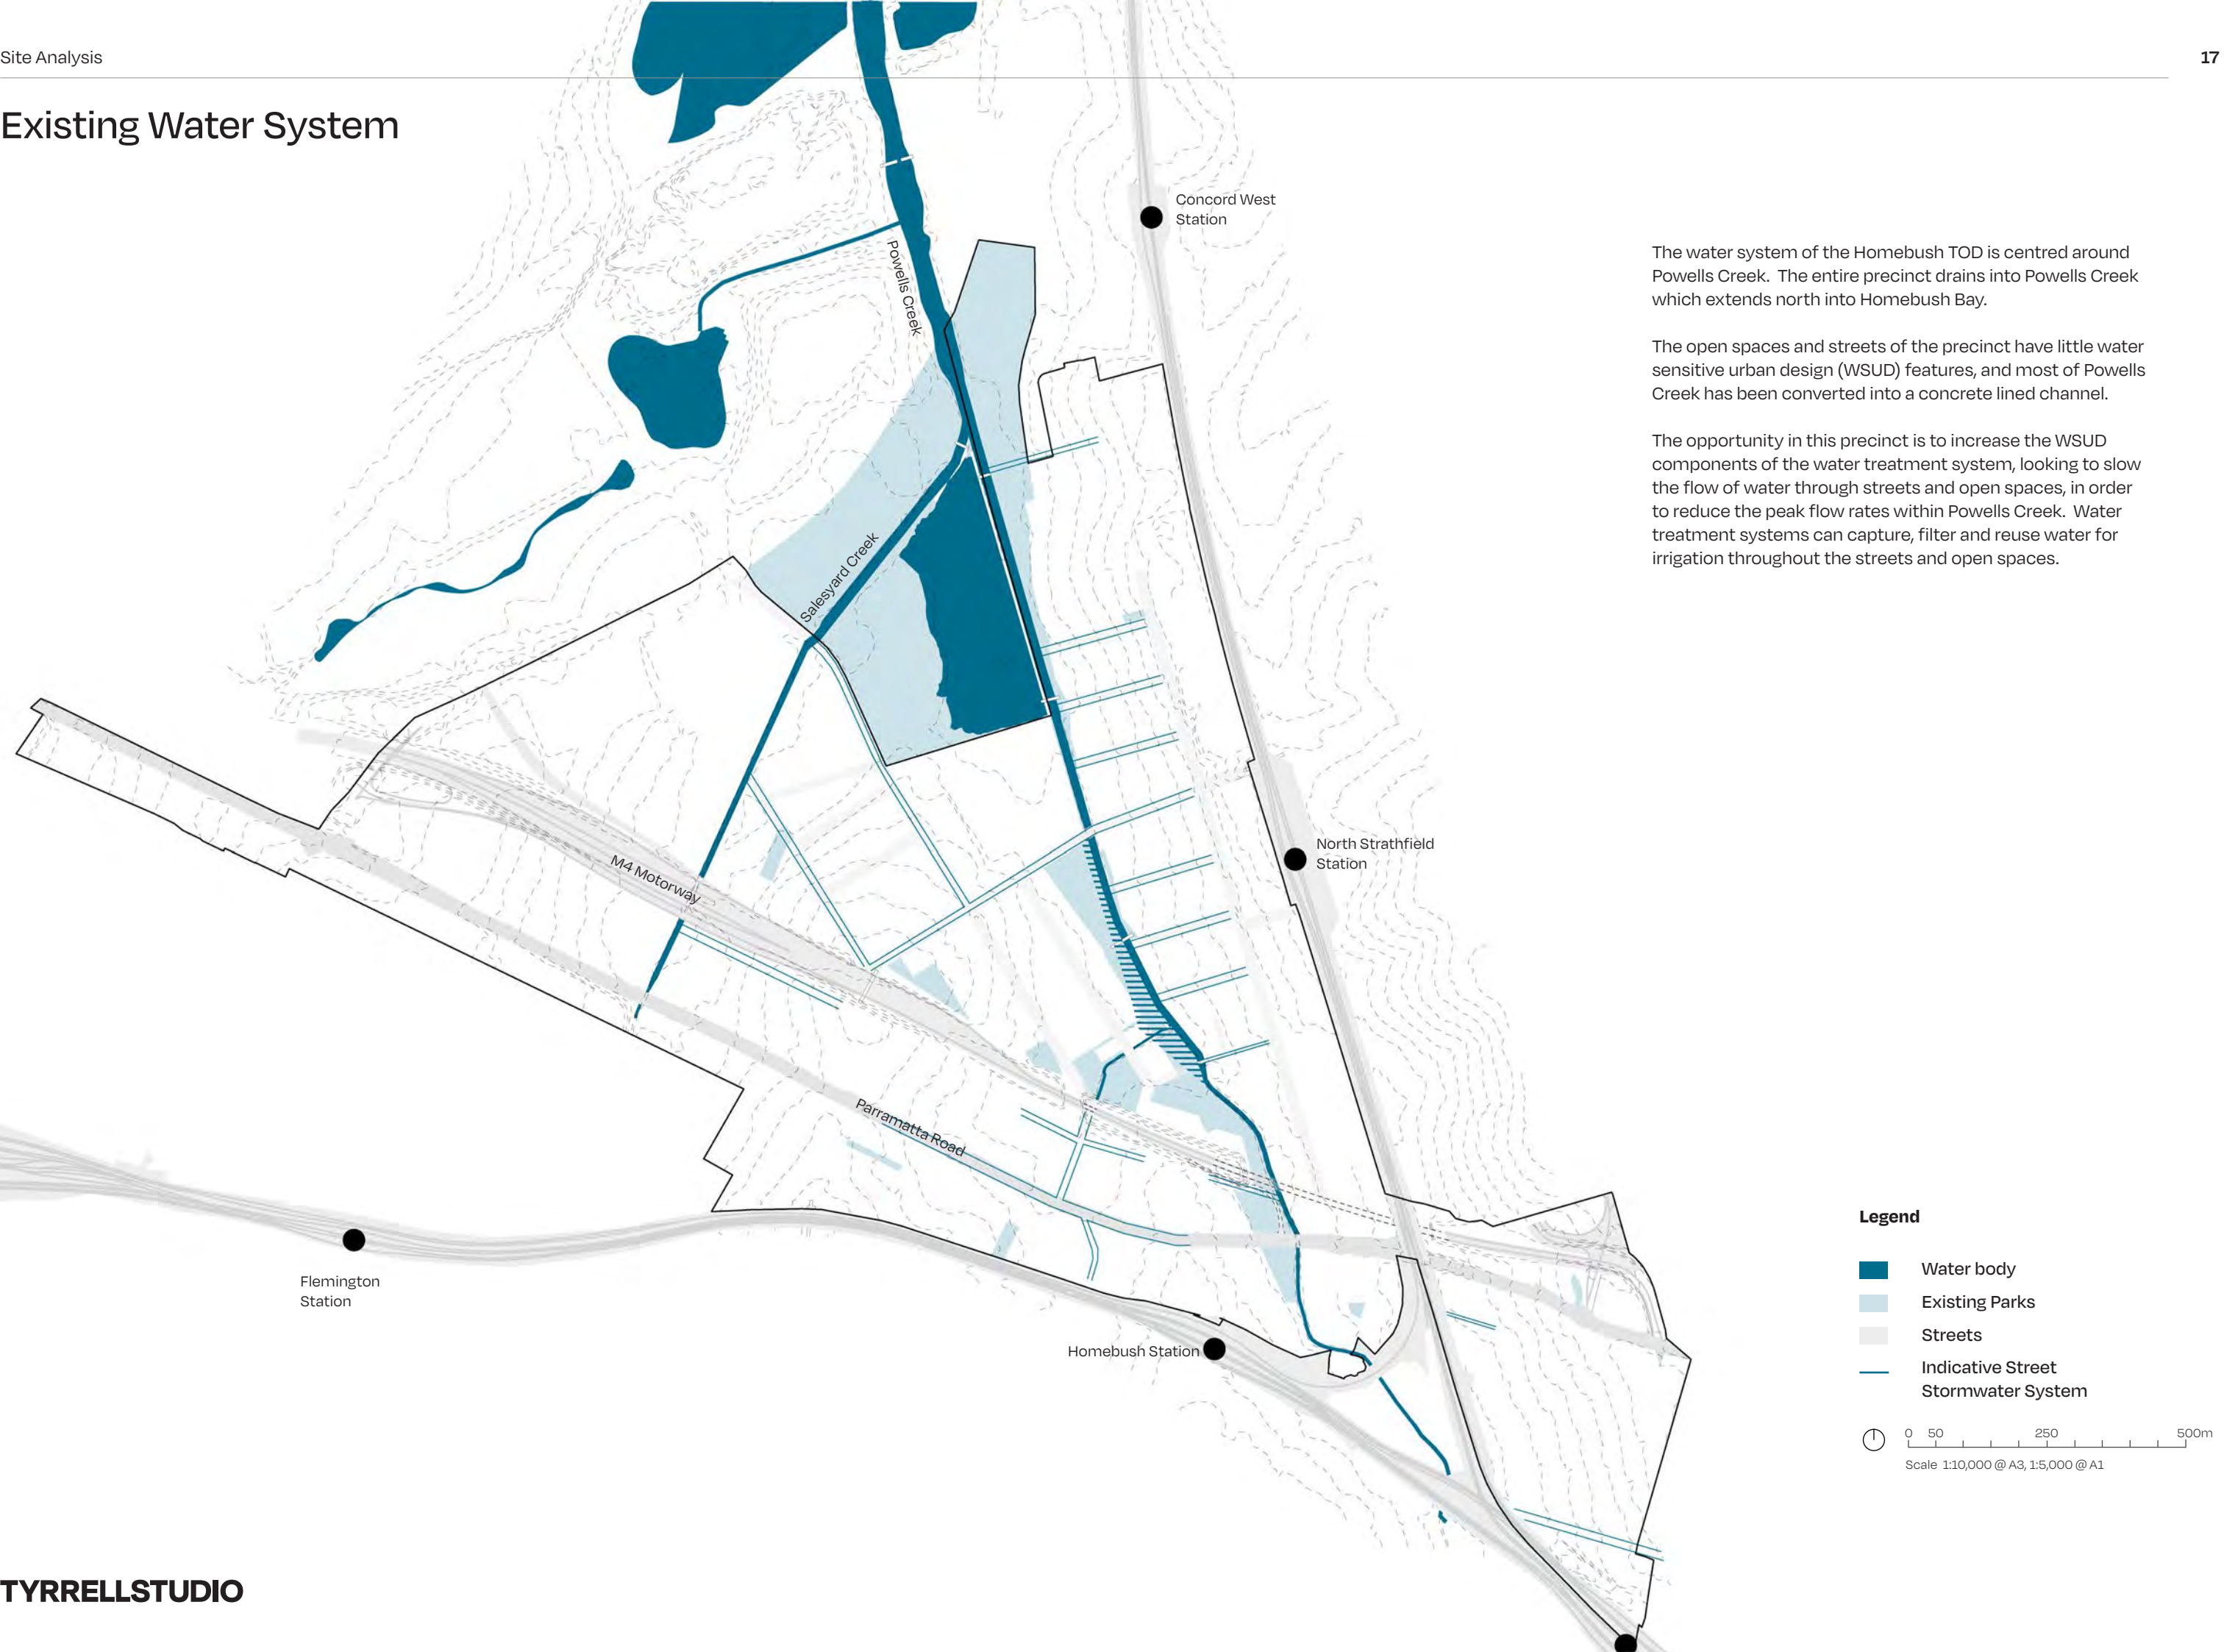 Site Analysis
17
Existing Water System
Concord West
Station
Powells Creek
The water system of the Homebush TOD is centred around
Powells Creek.  The entire precinct drains into Powells Creek
which extends north into Homebush Bay.
The open spaces and streets of the precinct have little water
sensitive urban design (WSUD) features, and most of Powells
Creek has been converted into a concrete lined channel.
The opportunity in this precinct is to increase the WSUD
components of the water treatment system, looking to slow
the flow of water through streets and open spaces, in order
to reduce the peak flow rates within Powells Creek.  Water
treatment systems can capture, filter and reuse water for
irrigation throughout the streets and open spaces.
Salesyard Creek
M4 Motorway
North Strathfield
Station
Parramatta Road
Flemington
Station
Homebush Station
Legend
Water body
Existing Parks
Streets
Indicative Street
Stormwater System
0 50 250 500m
Scale 1:10,000 @ A3, 1:5,000 @ A1
TYRRELLSTUDIO